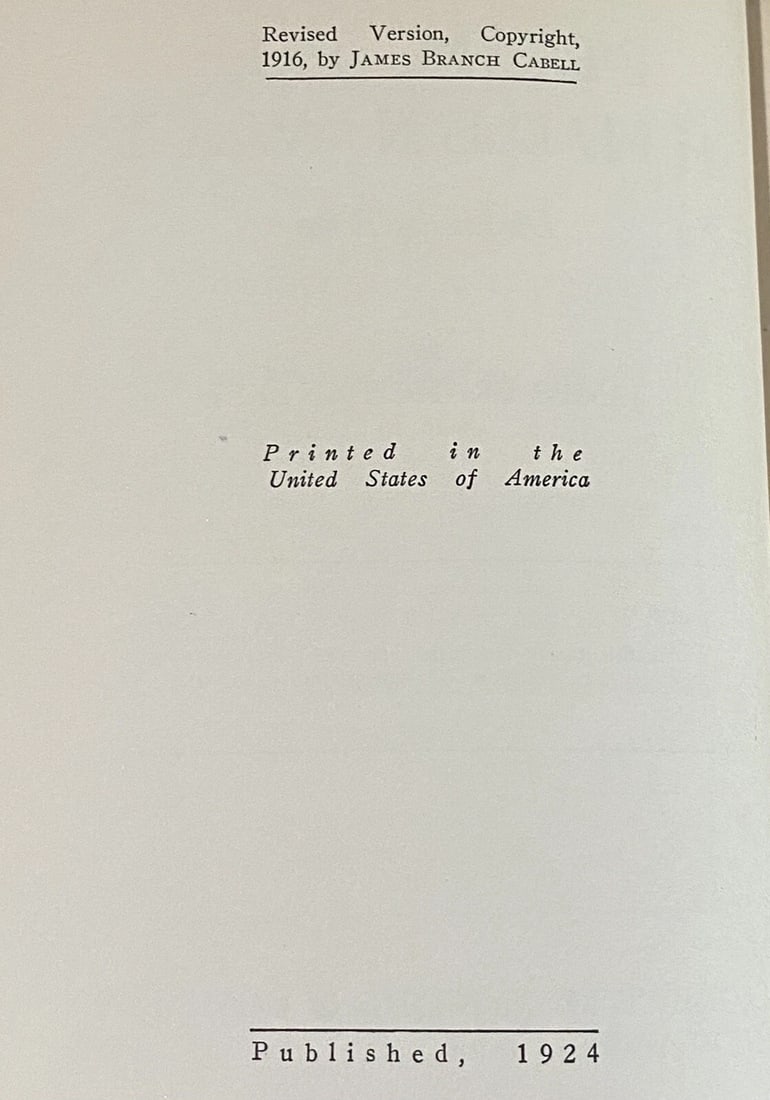 Revised Version, Copyright,
1916, by JAMES BRANCH CABELL
Printed in the
United States of America
Published, 1924